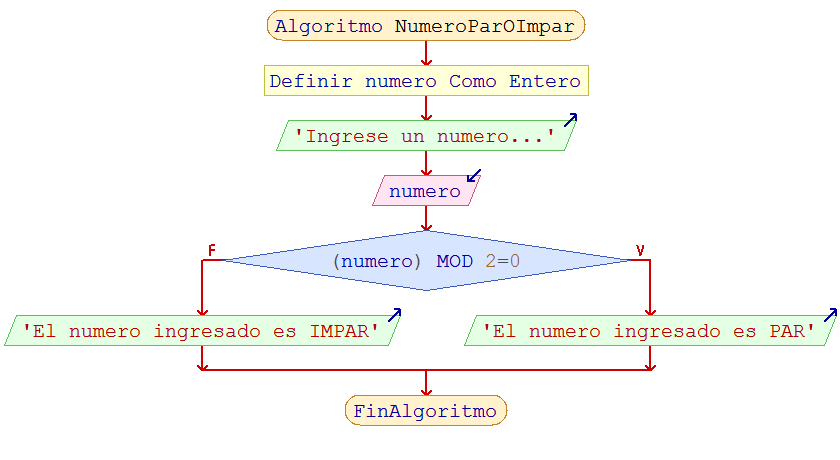 Algoritmo NumeroParOImpar
Definir numero Como Entero
'Ingrese un numero...'
numero
F
V
(numero) MOD 2=0
'El numero ingresado es IMPAR'
'El numero ingresado es PAR'
FinAlgoritmo